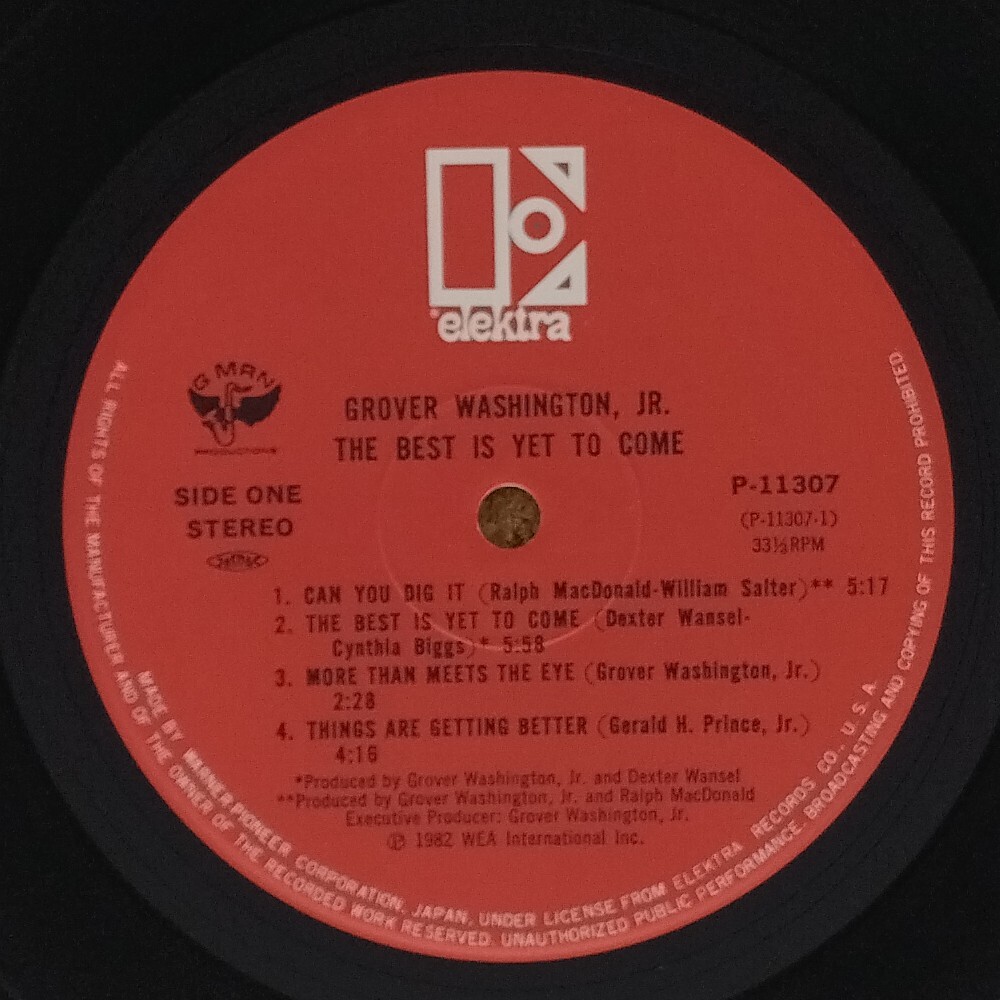 elektra
G MAN
PRODUCTIONS
GROVER WASHINGTON, JR.
THE BEST IS YET TO COME
SIDE ONE
STEREO
P-11307
(P-11307-1)
33⅓RPM
1. CAN YOU DIG IT (Ralph MacDonald-William Salter)** 5:17
2. THE BEST IS YET TO COME (Dexter Wansel-
Cynthia Biggs)* 5:58
3. MORE THAN MEETS THE EYE (Grover Washington, Jr.)
2:28
4. THINGS ARE GETTING BETTER (Gerald H. Prince, Jr.)
4:16
*Produced by Grover Washington, Jr. and Dexter Wansel
**Produced by Grover Washington, Jr. and Ralph MacDonald
Executive Producer: Grover Washington, Jr.
℗ 1982 WEA International Inc.
MADE BY WARNER-PIONEER CORPORATION, JAPAN, UNDER LICENSE FROM ELEKTRA RECORDS CO., U. S. A.
ALL RIGHTS OF THE MANUFACTURER AND OF THE OWNER OF THE RECORDED WORK RESERVED. UNAUTHORIZED PUBLIC PERFORMANCE. BROADCASTING AND COPYING OF THIS RECORD PROHIBITED.